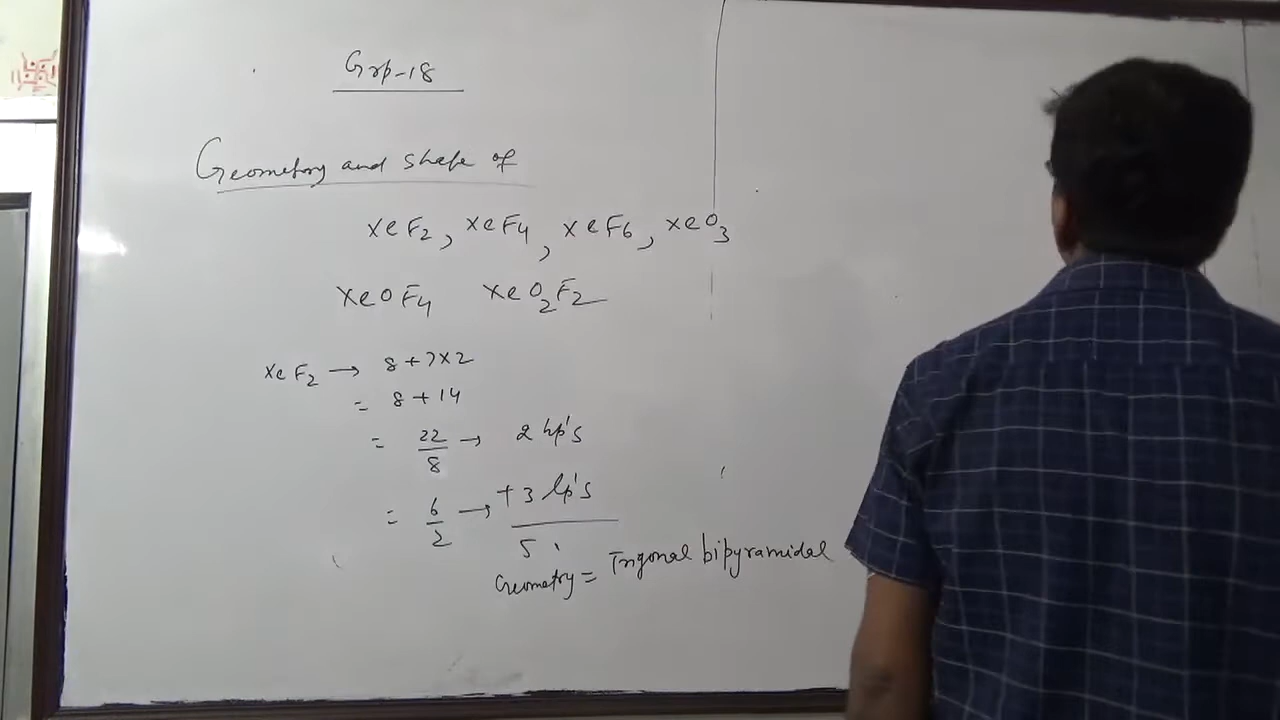 Grp-18
Geometry and shape of
XeF2, XeF4, XeF6, XeO3
XeOF4 XeO2F2
XeF2 → 8+7×2
= 8+14
= 22/8 → 2 bp's
= 6/2 → +3 lp's
5
Geometry = Trigonal bipyramidal